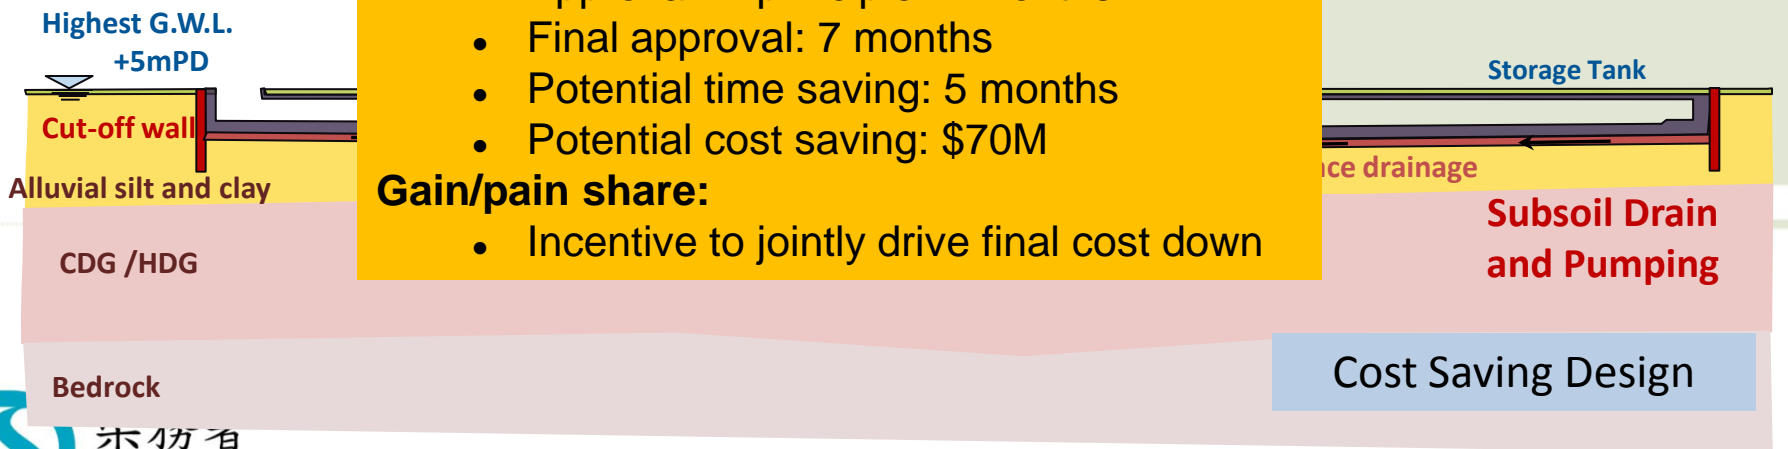 Highest G.W.L.
+5mPD
Cut-off wall
Alluvial silt and clay
CDG /HDG
Bedrock
• Final approval: 7 months
• Potential time saving: 5 months
• Potential cost saving: $70M
Gain/pain share:
• Incentive to jointly drive final cost down
Storage Tank
drainage
Subsoil Drain
and Pumping
Cost Saving Design
務